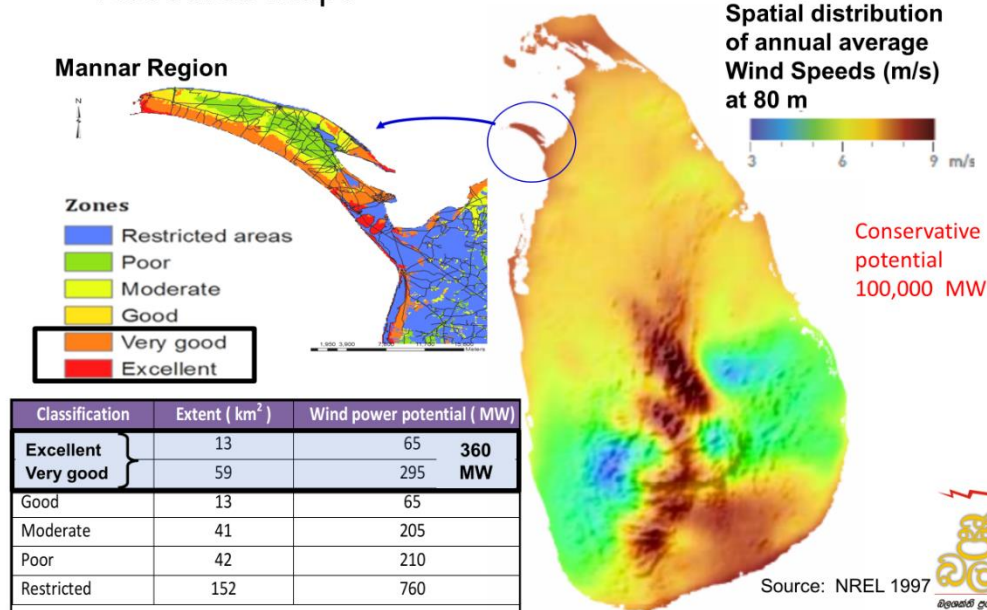 Spatial distribution
of annual average
Wind Speeds (m/s)
at 80 m
3 6 9 m/s
Mannar Region
N
Zones
Restricted areas
Poor
Moderate
Good
Very good
Excellent
Conservative
potential
100,000 MW
Classification Extent ( km² ) Wind power potential ( MW)
Excellent 13 65 360
Very good 59 295 MW
Good 13 65
Moderate 41 205
Poor 42 210
Restricted 152 760
Source: NREL 1997